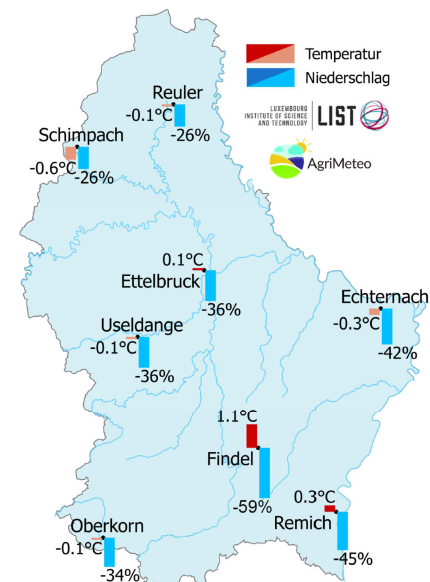 Temperatur
Niederschlag
LUXEMBOURG
INSTITUTE OF SCIENCE
AND TECHNOLOGY
LIST
AgriMeteo
Reuler
-0.1°C
-26%
Schimpach
-0.6°C
-26%
0.1°C
Ettelbruck
-36%
Echternach
-0.3°C
-42%
Useldange
-0.1°C
-36%
1.1°C
Findel
-59%
0.3°C
Remich
-45%
Oberkorn
-0.1°C
-34%